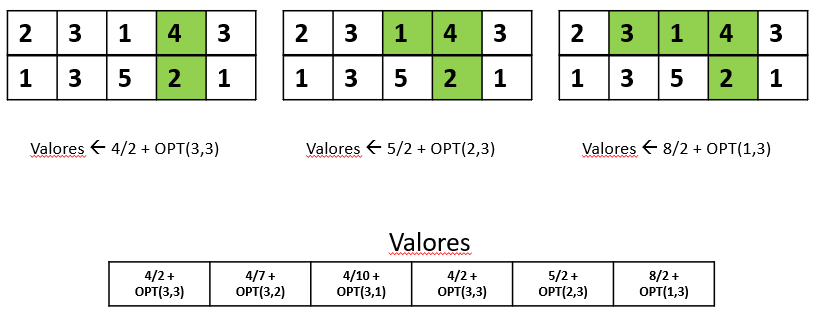 2 3 1 4 3
1 3 5 2 1
2 3 1 4 3
1 3 5 2 1
2 3 1 4 3
1 3 5 2 1
Valores ← 4/2 + OPT(3,3)
Valores ← 5/2 + OPT(2,3)
Valores ← 8/2 + OPT(1,3)
Valores
4/2 +
OPT(3,3)
4/7 +
OPT(3,2)
4/10 +
OPT(3,1)
4/2 +
OPT(3,3)
5/2 +
OPT(2,3)
8/2 +
OPT(1,3)